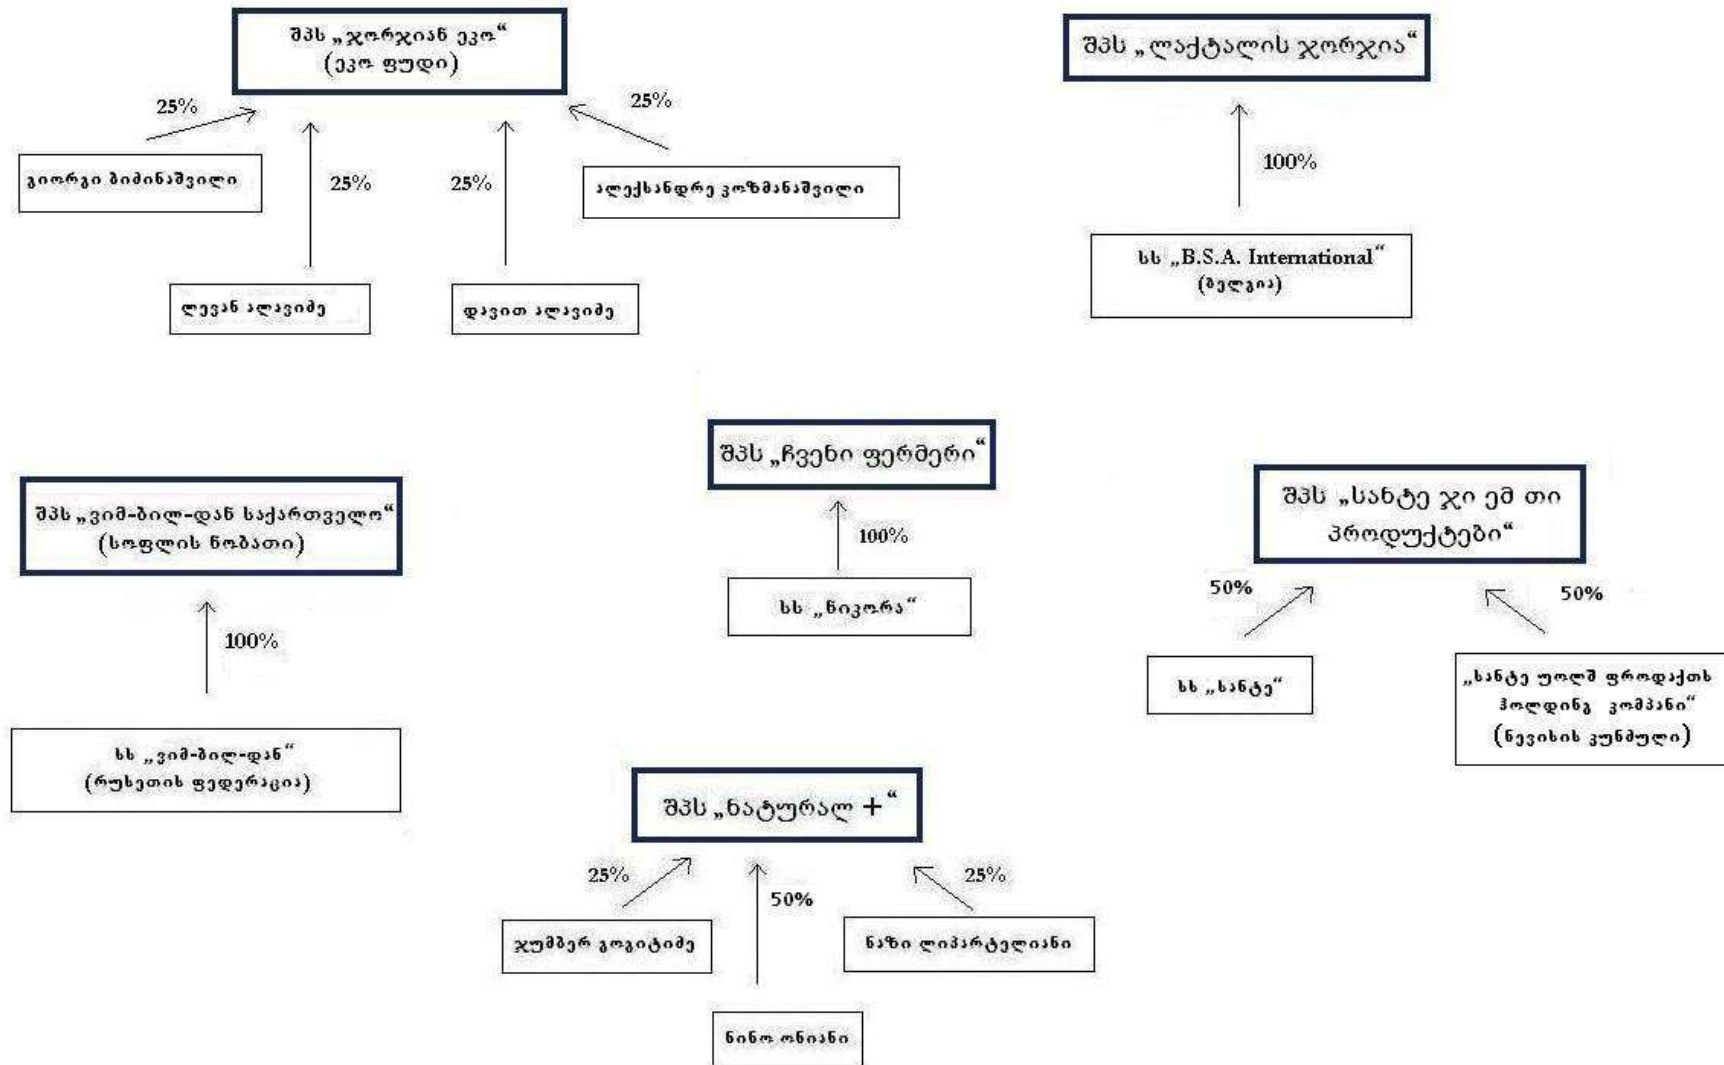 შპს „ჯორჯიან ეკო“
(ეკო ფუდი)
25%
25%
გიორგი ბიძინაშვილი
25%
25%
ალექსანდრე კოზმანაშვილი
ლევან ალავიძე
დავით ალავიძე
შპს „ლაქტალის ჯორჯია“
100%
სს „B.S.A. International“
(ბელგია)
შპს „ვიმ-ბილ-დან საქართველო“
(სოფლის ნობათი)
100%
სს „ვიმ-ბილ-დან“
(რუსეთის ფედერაცია)
შპს „ჩვენი ფერმერი“
100%
სს „ნიკორა“
შპს „სანტე ჯი ემ თი
პროდუქტები“
50%
50%
სს „სანტე“
„სანტე უოლშ ფროდაქთს
ჰოლდინგ კომპანი“
(ნევისის კუნძული)
შპს „ნატურალ +“
25%
50%
25%
ჯუმბერ გოგიტიძე
ნაზი ლიპარტელიანი
ნინო ონიანი